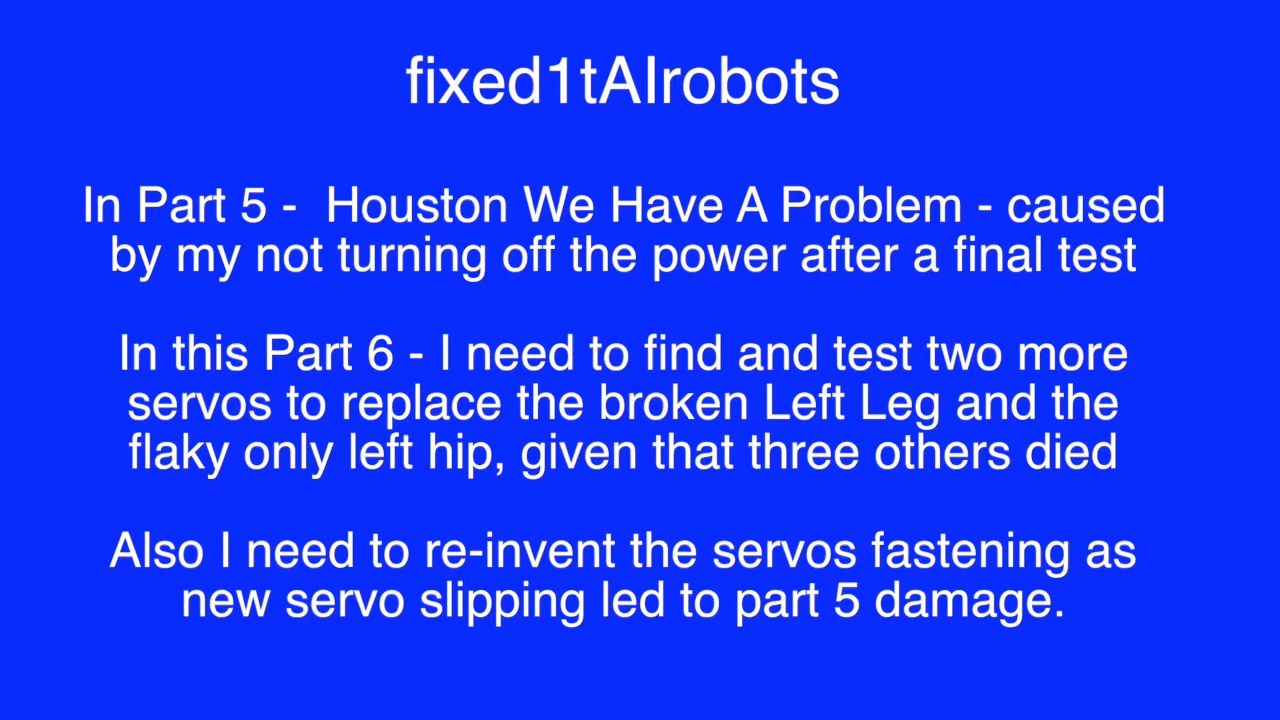 fixed1tAIrobots
In Part 5 -  Houston We Have A Problem - caused
by my not turning off the power after a final test
In this Part 6 - I need to find and test two more
servos to replace the broken Left Leg and the
flaky only left hip, given that three others died
Also I need to re-invent the servos fastening as
new servo slipping led to part 5 damage.